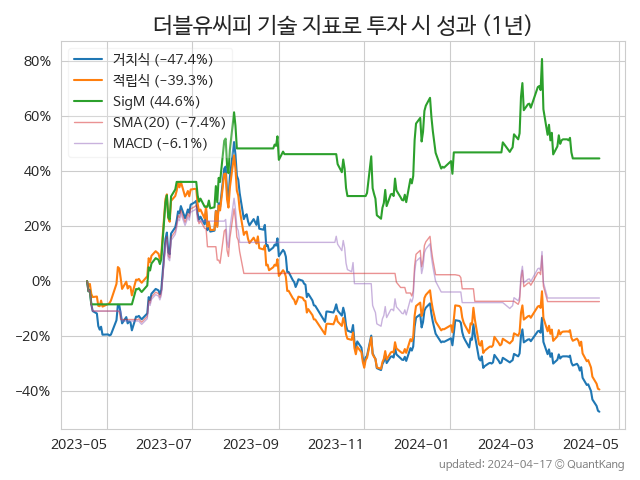 더블유씨피 기술 지표로 투자 시 성과 (1년)
80%
60%
40%
20%
0%
−20%
−40%
거치식 (−47.4%)
적립식 (−39.3%)
SigM (44.6%)
SMA(20) (−7.4%)
MACD (−6.1%)
2023-05 2023-07 2023-09 2023-11 2024-01 2024-03 2024-05
updated: 2024-04-17 © QuantKang